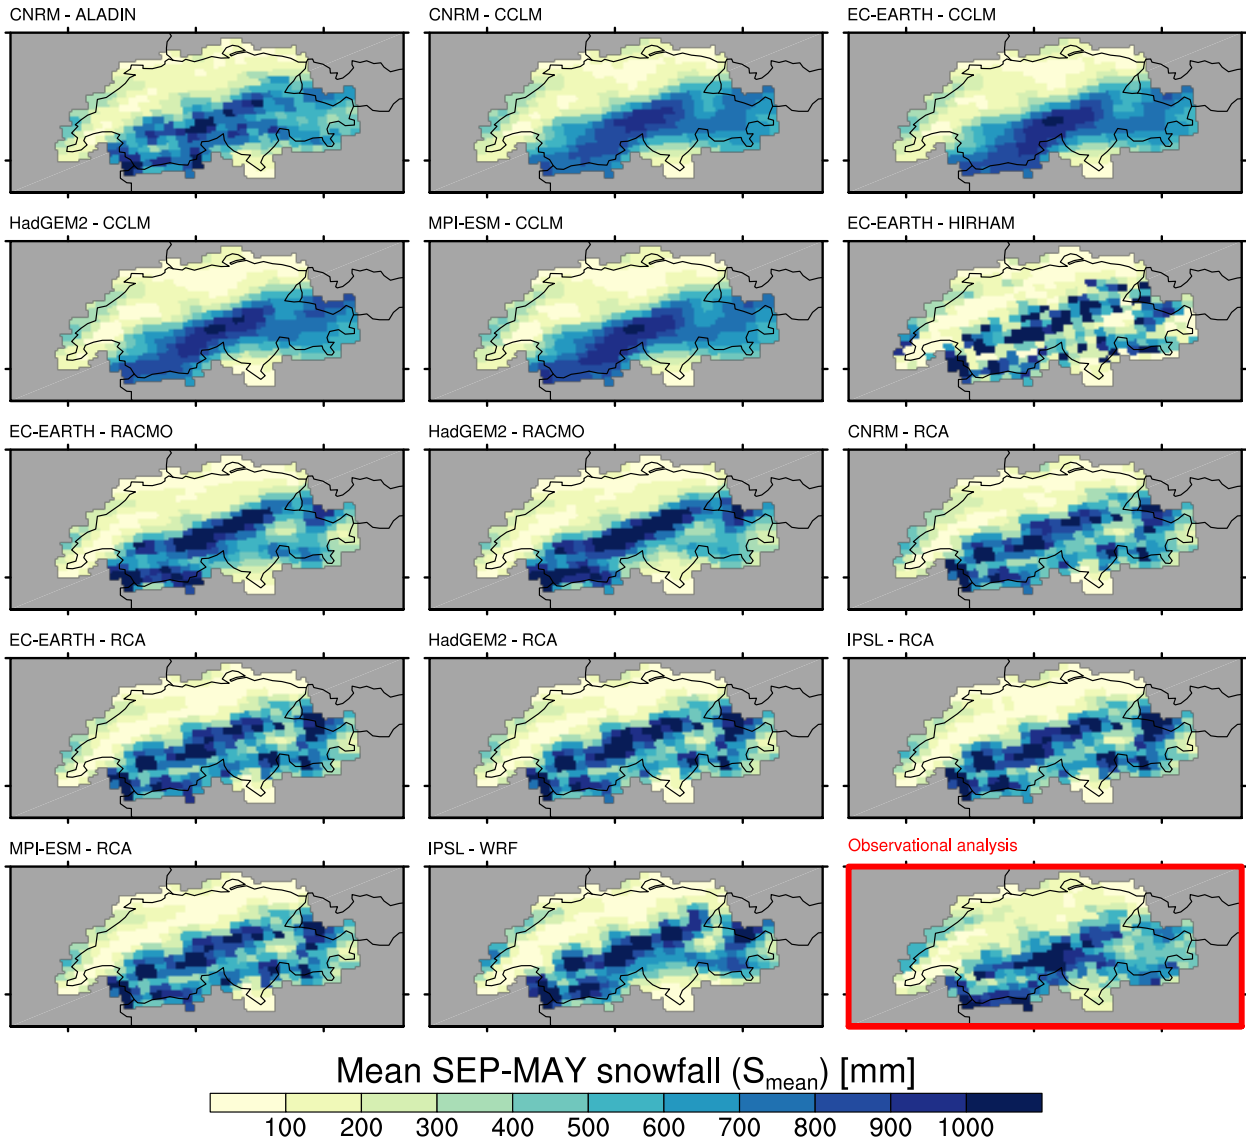 CNRM - ALADIN
CNRM - CCLM
EC-EARTH - CCLM
HadGEM2 - CCLM
MPI-ESM - CCLM
EC-EARTH - HIRHAM
EC-EARTH - RACMO
HadGEM2 - RACMO
CNRM - RCA
EC-EARTH - RCA
HadGEM2 - RCA
IPSL - RCA
MPI-ESM - RCA
IPSL - WRF
Observational analysis
Mean SEP-MAY snowfall (Smean) [mm]
100 200 300 400 500 600 700 800 900 1000